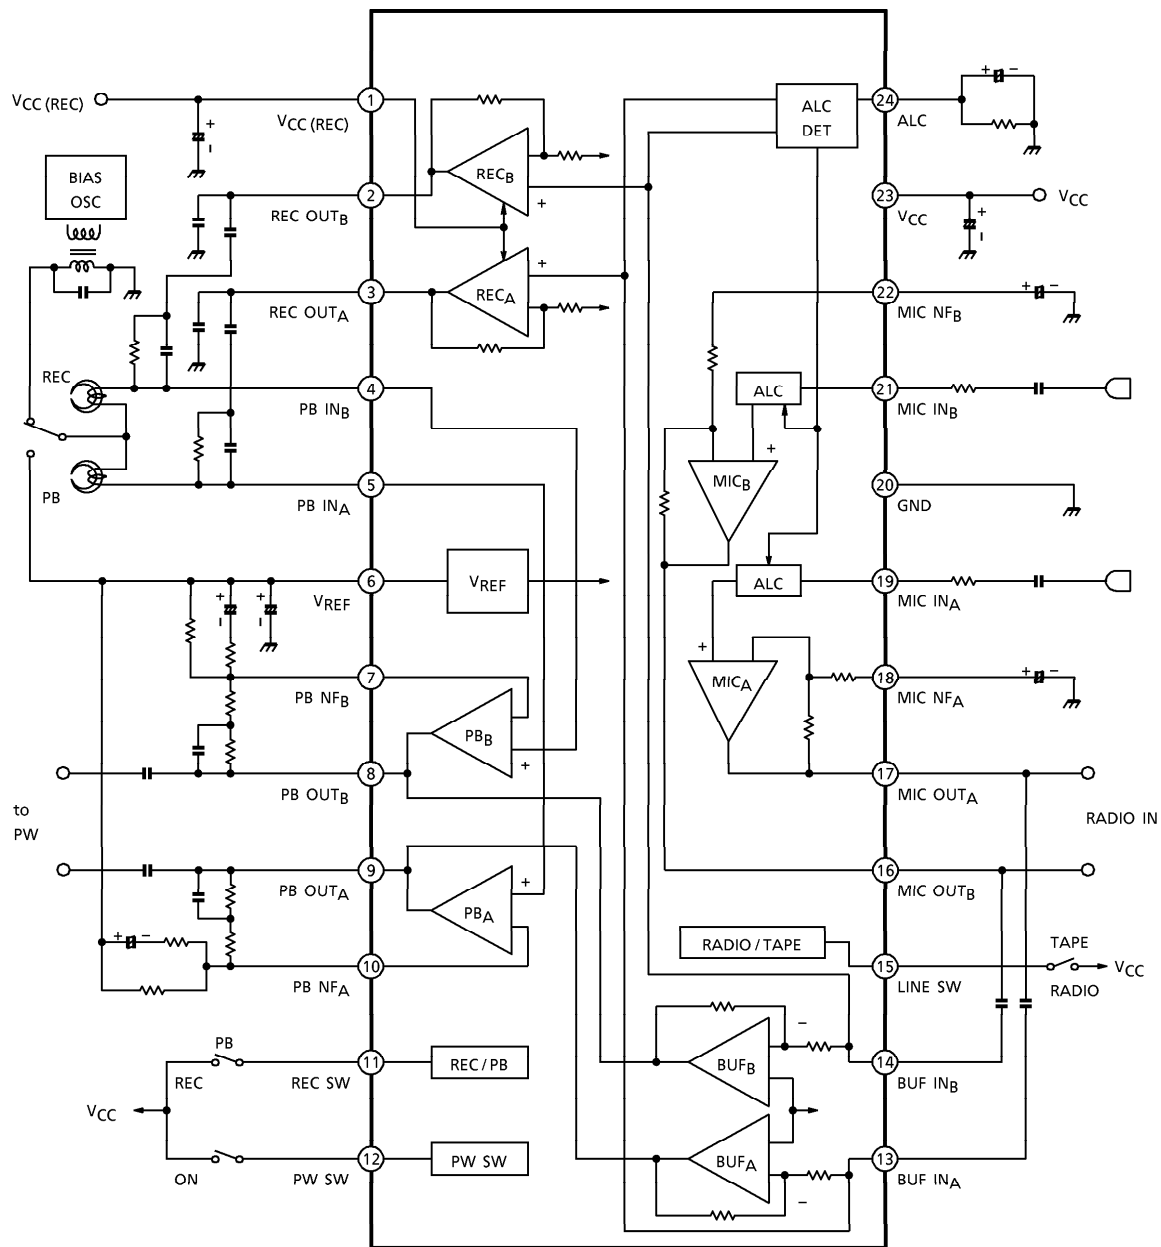 VCC (REC)
1
VCC (REC)
BIAS
OSC
2
REC OUTB
3
REC OUTA
REC
4
PB INB
PB
5
PB INA
6
VREF
7
PB NFB
8
PB OUTB
to
PW
9
PB OUTA
10
PB NFA
PB
REC
11
REC SW
VCC
ON
12
PW SW
RECB
+
RECA
+
VREF
PBB
+
PBA
+
REC / PB
PW SW
ALC
DET
ALC
+
MICB
ALC
+
MICA
RADIO / TAPE
BUFB
−
BUFA
−
24
ALC
+ −
23
VCC
VCC
+
−
22
MIC NFB
+ −
21
MIC INB
20
GND
19
MIC INA
18
MIC NFA
+ −
17
MIC OUTA
RADIO IN
16
MIC OUTB
15
LINE SW
TAPE
RADIO
VCC
14
BUF INB
13
BUF INA
+
−
+
−
+
−
+ −